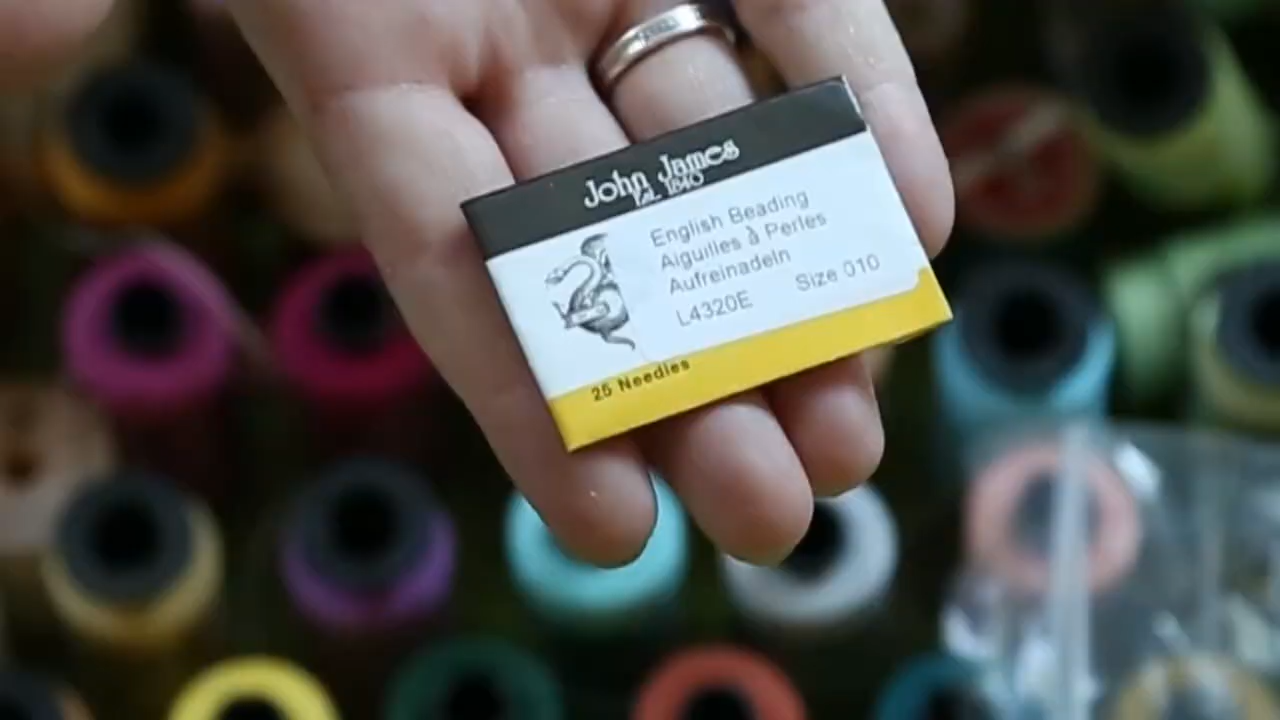 John James
Est. 1840
English Beading
Aiguilles à Perles
Aufreinadeln
L4320E Size 010
25 Needles